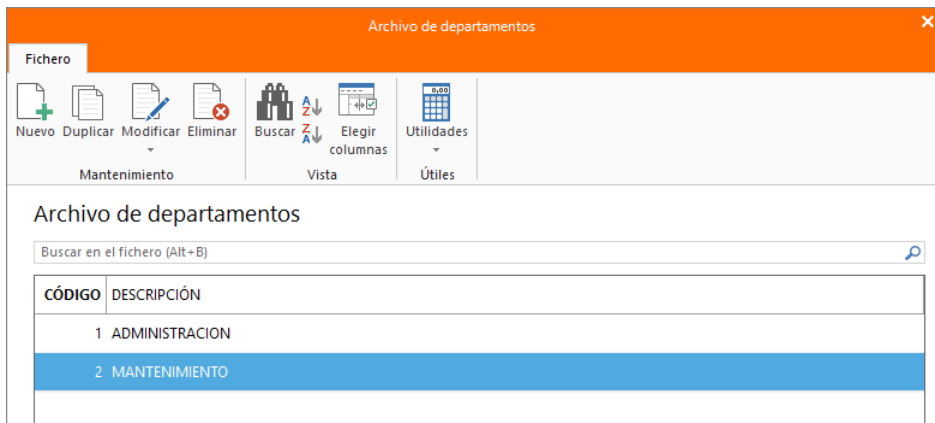 Archivo de departamentos
Fichero
Nuevo Duplicar Modificar Eliminar Buscar Elegir columnas Utilidades
Mantenimiento Vista Útiles
Archivo de departamentos
Buscar en el fichero (Alt+B)
CÓDIGO DESCRIPCIÓN
1 ADMINISTRACION
2 MANTENIMIENTO